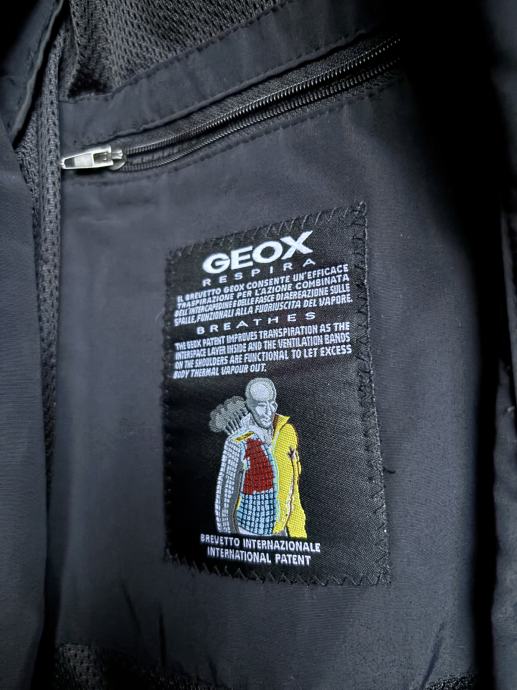 GEOX
RESPIRA
IL BREVETTO GEOX CONSENTE UN'EFFICACE
TRASPIRAZIONE PER L'AZIONE COMBINATA
DELL'INTERCAPEDINE E DELLE FASCE DI AEREAZIONE SULLE
SPALLE, FUNZIONALI ALLA FUORIUSCITA DEL VAPORE.
BREATHES
THE GEOX PATENT IMPROVES TRANSPIRATION AS THE
INTERSPACE LAYER INSIDE AND THE VENTILATION BANDS
ON THE SHOULDERS ARE FUNCTIONAL TO LET EXCESS
BODY THERMAL VAPOUR OUT.
BREVETTO INTERNAZIONALE
INTERNATIONAL PATENT